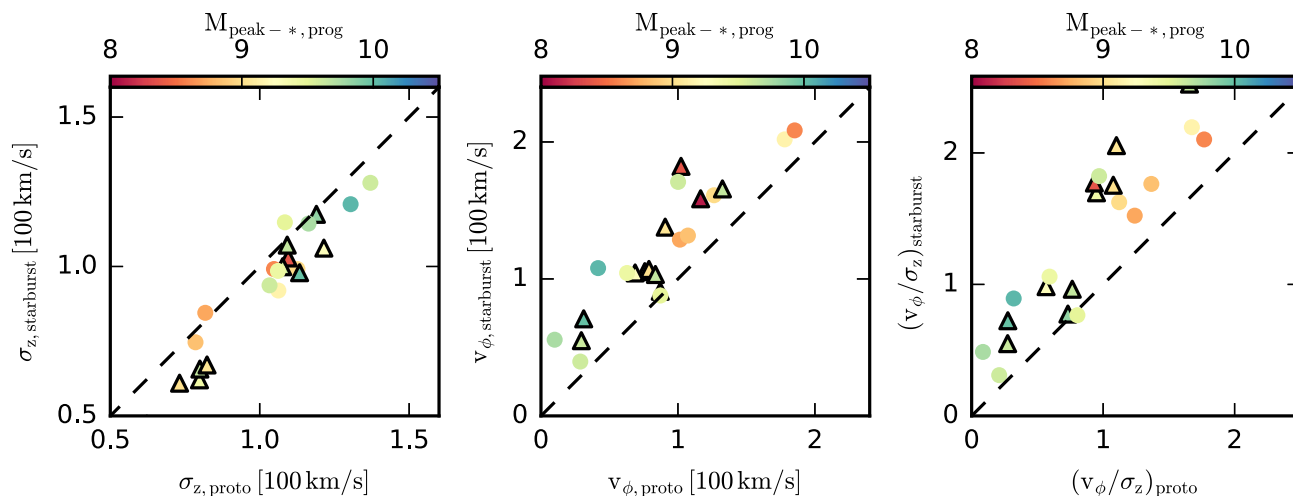 M_peak−*,prog
8 9 10
σ_z,starburst [100 km/s]
1.5
1.0
0.5
0.5 1.0 1.5
σ_z,proto [100 km/s]
M_peak−*,prog
8 9 10
v_ϕ,starburst [100 km/s]
2
1
0
0 1 2
v_ϕ,proto [100 km/s]
M_peak−*,prog
8 9 10
(v_ϕ/σ_z)_starburst
2
1
0
0 1 2
(v_ϕ/σ_z)_proto